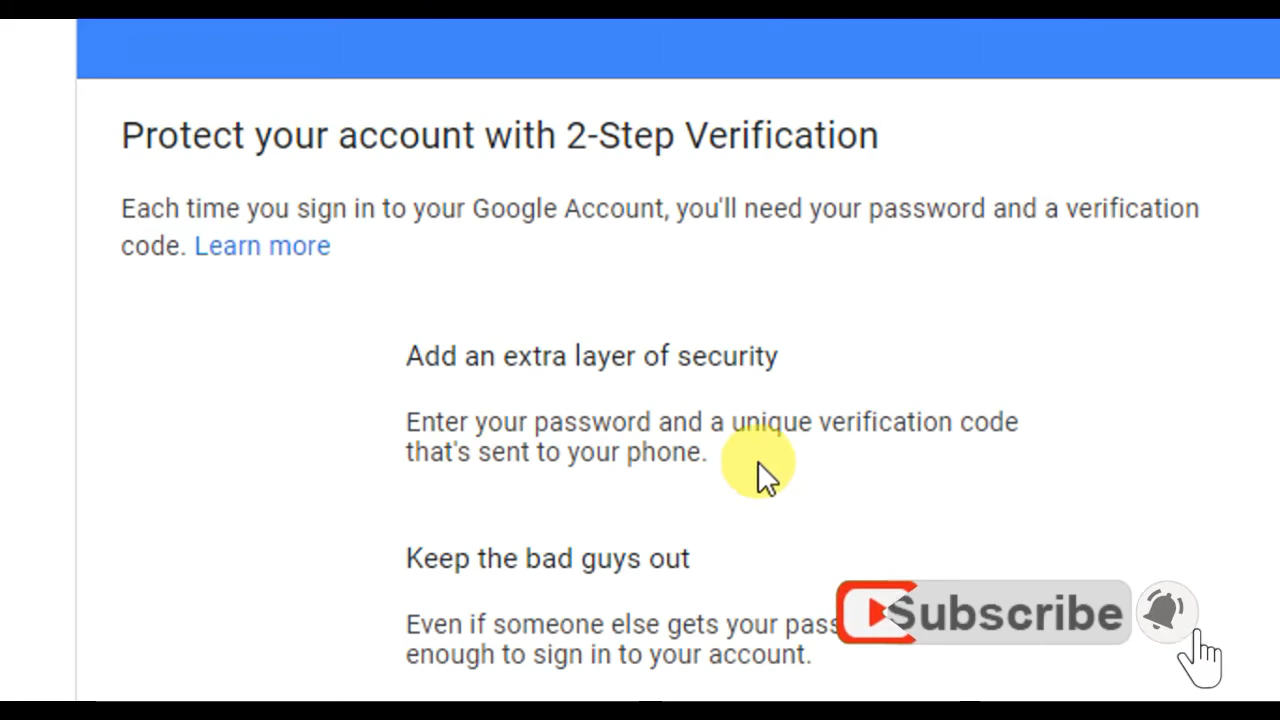 Protect your account with 2-Step Verification
Each time you sign in to your Google Account, you'll need your password and a verification
code. Learn more
Add an extra layer of security
Enter your password and a unique verification code
that's sent to your phone.
Keep the bad guys out
Even if someone else gets your
enough to sign in to your account.
Subscribe